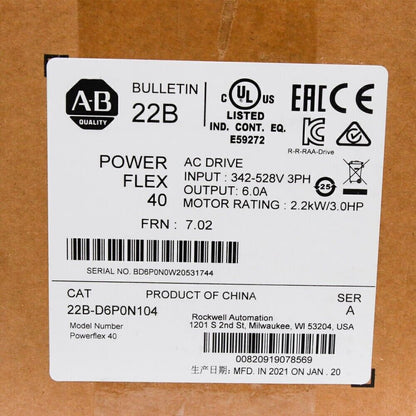 A-B
QUALITY
BULLETIN
22B
c UL us
LISTED
IND. CONT. EQ.
E59272
EAC CE
R-R-RAA-Drive
POWER
FLEX
40
AC DRIVE
INPUT : 342-528V 3PH
OUTPUT : 6.0A
MOTOR RATING : 2.2kW/3.0HP
25
FRN : 7.02
SERIAL NO. BD6P0N0W20531744
CAT
22B-D6P0N104
Model Number
Powerflex 40
PRODUCT OF CHINA
Rockwell Automation
1201 S 2nd St, Milwaukee, WI 53204, USA
SER
A
00820919078569
生产日期: MFD. IN 2021 ON JAN . 20